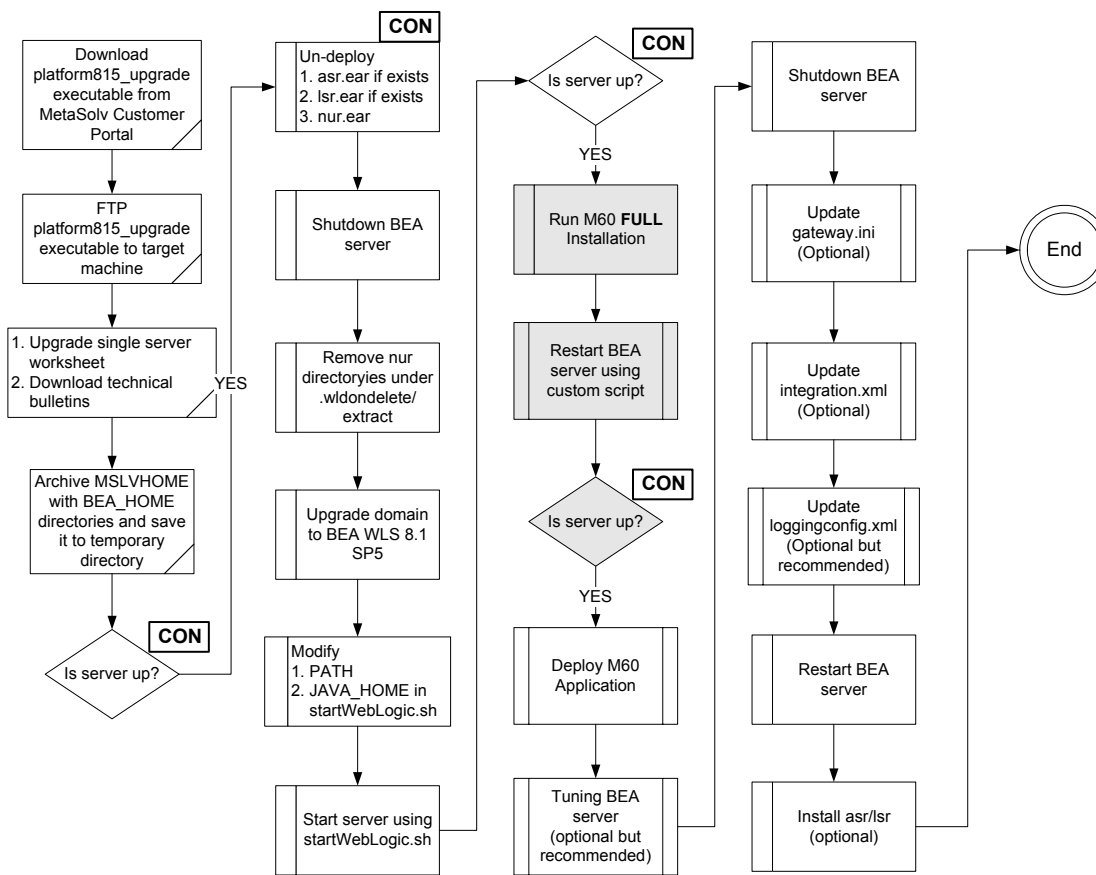 Download
platform815_upgrade
executable from
MetaSolv Customer
Portal
FTP
platform815_upgrade
executable to target
machine
1. Upgrade single server
worksheet
2. Download technical
bulletins
Archive MSLVHOME
with BEA_HOME
directories and save
it to temporary
directory
CON
Is server up?
YES
CON
Un-deploy
1. asr.ear if exists
2. lsr.ear if exists
3. nur.ear
Shutdown BEA
server
Remove nur
directoryies under
.wldondelete/
extract
Upgrade domain
to BEA WLS 8.1
SP5
Modify
1. PATH
2. JAVA_HOME in
startWebLogic.sh
Start server using
startWebLogic.sh
CON
Is server up?
YES
Run M60 FULL
Installation
Restart BEA
server using
custom script
CON
Is server up?
YES
Deploy M60
Application
Tuning BEA
server
(optional but
recommended)
Shutdown BEA
server
Update
gateway.ini
(Optional)
Update
integration.xml
(Optional)
Update
loggingconfig.xml
(Optional but
recommended)
Restart BEA
server
Install asr/lsr
(optional)
End